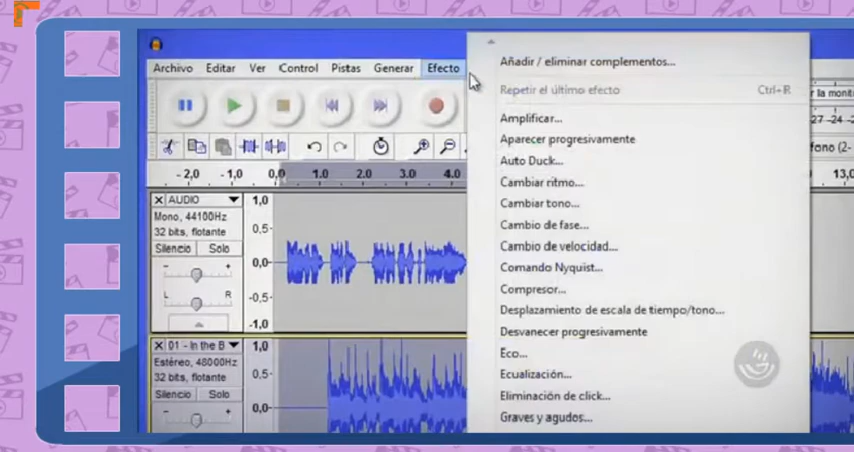 Archivo Editar Ver Control Pistas Generar Efecto
Añadir / eliminar complementos...
Repetir el último efecto Ctrl+R
Amplificar...
Aparecer progresivamente
Auto Duck...
Cambiar ritmo...
Cambiar tono...
Cambio de fase...
Cambio de velocidad...
Comando Nyquist...
Compresor...
Desplazamiento de escala de tiempo/tono...
Desvanecer progresivamente
Eco...
Ecualización...
Eliminación de click...
Graves y agudos...
r la monit
27 -24 -2
fono (2-
- 2,0 - 1,0 0,0 1.0 2.0 3.0 4.0 13,0
AUDIO
Mono, 44100Hz
32 bits, flotante
Silencio Solo
- +
L R
1,0
0,5-
0,0-
-0,5-
-1,0
01 - In the B
Estéreo, 48000Hz
32 bits, flotante
Silencio Solo
- +
1,0
0,5-
0,0-